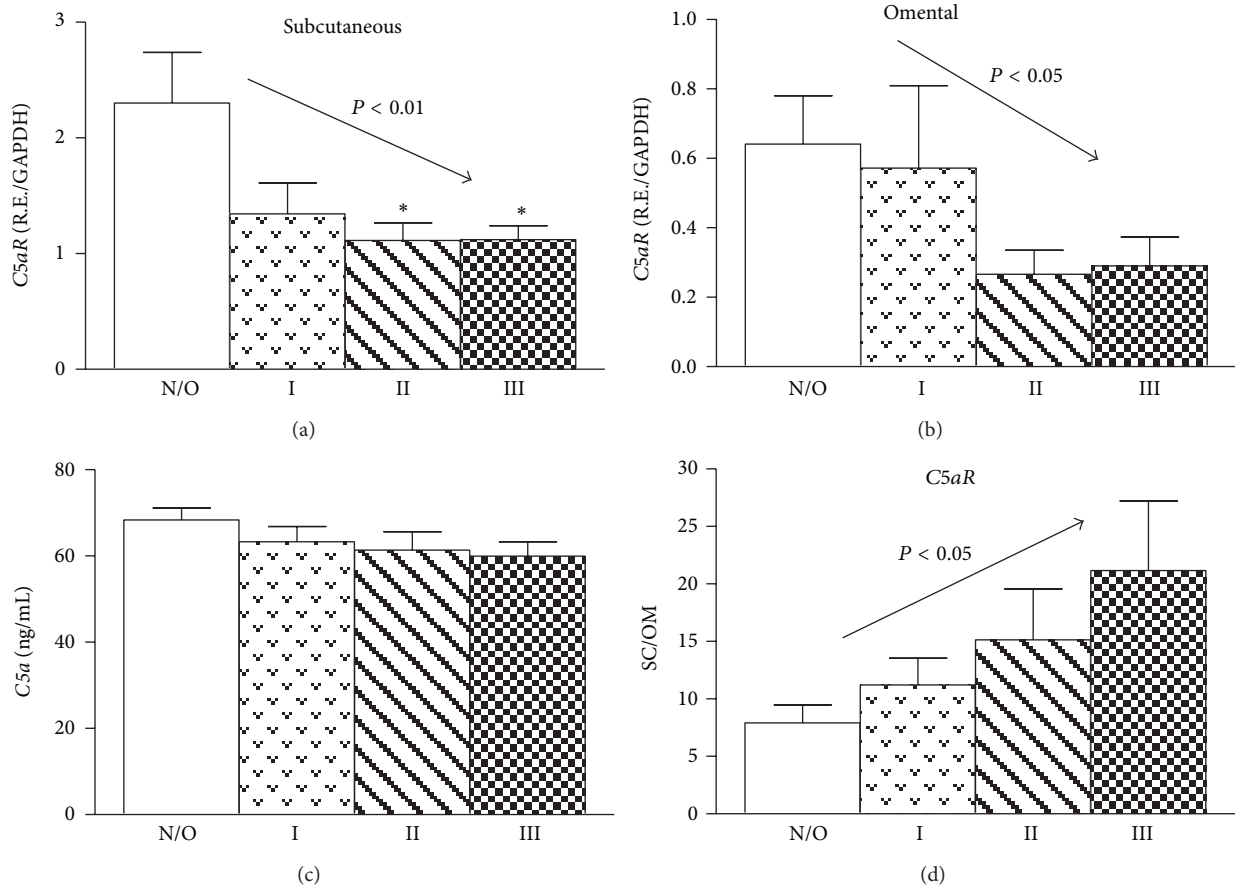 Subcutaneous
C5aR (R.E./GAPDH)
3
2
1
0
P < 0.01
*
*
N/O I II III
(a)
Omental
C5aR (R.E./GAPDH)
1.0
0.8
0.6
0.4
0.2
0.0
P < 0.05
N/O I II III
(b)
C5a (ng/mL)
80
60
40
20
0
N/O I II III
(c)
C5aR
SC/OM
30
25
20
15
10
5
0
P < 0.05
N/O I II III
(d)